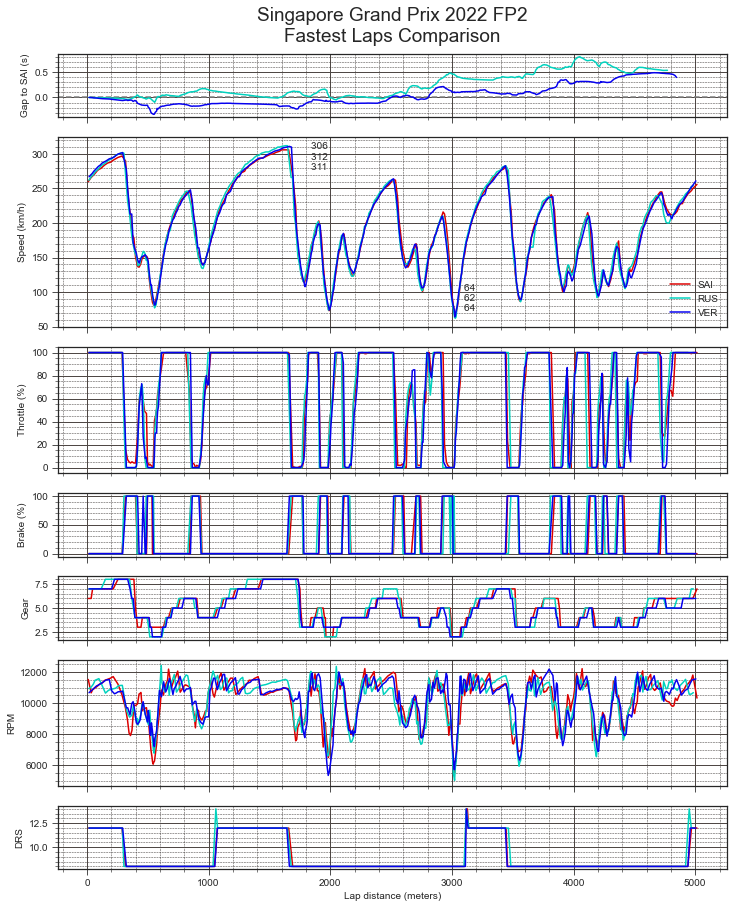 Singapore Grand Prix 2022 FP2
Fastest Laps Comparison
Gap to SAI (s)
0.5
0.0
Speed (km/h)
300
250
200
150
100
50
306
312
311
64
62
64
SAI
RUS
VER
Throttle (%)
100
80
60
40
20
0
Brake (%)
100
50
0
Gear
7.5
5.0
2.5
RPM
12000
10000
8000
6000
DRS
12.5
10.0
0 1000 2000 3000 4000 5000
Lap distance (meters)